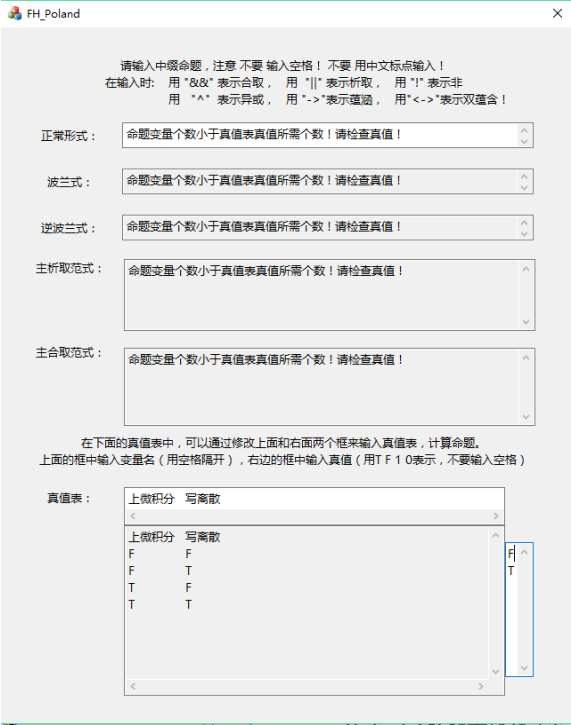 FH_Poland
请输入中缀命题，注意 不要 输入空格！ 不要 用中文标点输入！
在输入时: 用 "&&" 表示合取， 用 "||" 表示析取， 用 "!" 表示非
用 "^" 表示异或， 用 "->"表示蕴涵， 用"<->"表示双蕴含！
正常形式： 命题变量个数小于真值表真值所需个数！请检查真值！
波兰式： 命题变量个数小于真值表真值所需个数！请检查真值！
逆波兰式： 命题变量个数小于真值表真值所需个数！请检查真值！
主析取范式： 命题变量个数小于真值表真值所需个数！请检查真值！
主合取范式： 命题变量个数小于真值表真值所需个数！请检查真值！
在下面的真值表中，可以通过修改上面和右面两个框来输入真值表，计算命题。
上面的框中输入变量名（用空格隔开），右边的框中输入真值（用T F 1 0表示，不要输入空格）
真值表： 上微积分 写离散
上微积分 写离散
F F F
F T T
T F
T T